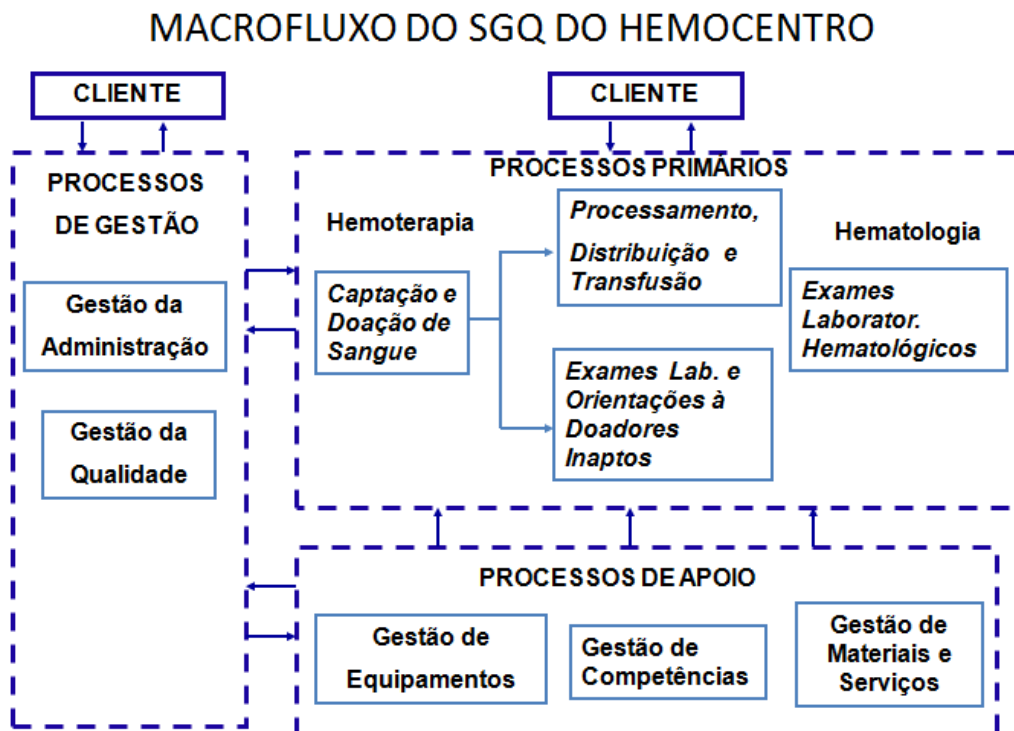 MACROFLUXO DO SGQ DO HEMOCENTRO
CLIENTE
PROCESSOS
DE GESTÃO
Gestão da
Administração
Gestão da
Qualidade
CLIENTE
PROCESSOS PRIMÁRIOS
Hemoterapia
Captação e
Doação de
Sangue
Processamento,
Distribuição e
Transfusão
Exames Lab. e
Orientações à
Doadores
Inaptos
Hematologia
Exames
Laborator.
Hematológicos
PROCESSOS DE APOIO
Gestão de
Equipamentos
Gestão de
Competências
Gestão de
Materiais e
Serviços